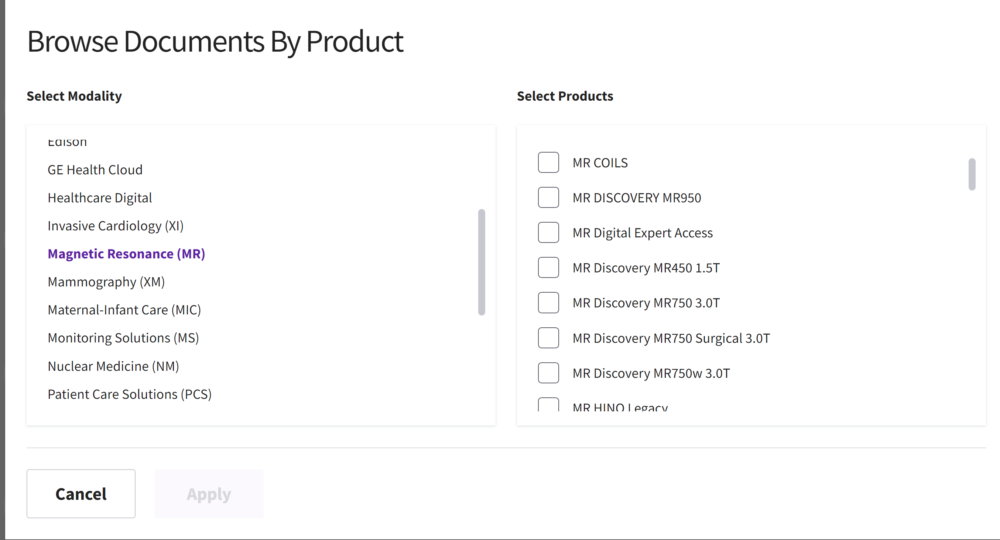 Browse Documents By Product
Select Modality
Edison
GE Health Cloud
Healthcare Digital
Invasive Cardiology (XI)
Magnetic Resonance (MR)
Mammography (XM)
Maternal-Infant Care (MIC)
Monitoring Solutions (MS)
Nuclear Medicine (NM)
Patient Care Solutions (PCS)
Select Products
MR COILS
MR DISCOVERY MR950
MR Digital Expert Access
MR Discovery MR450 1.5T
MR Discovery MR750 3.0T
MR Discovery MR750 Surgical 3.0T
MR Discovery MR750w 3.0T
MR HINO Legacy
Cancel
Apply